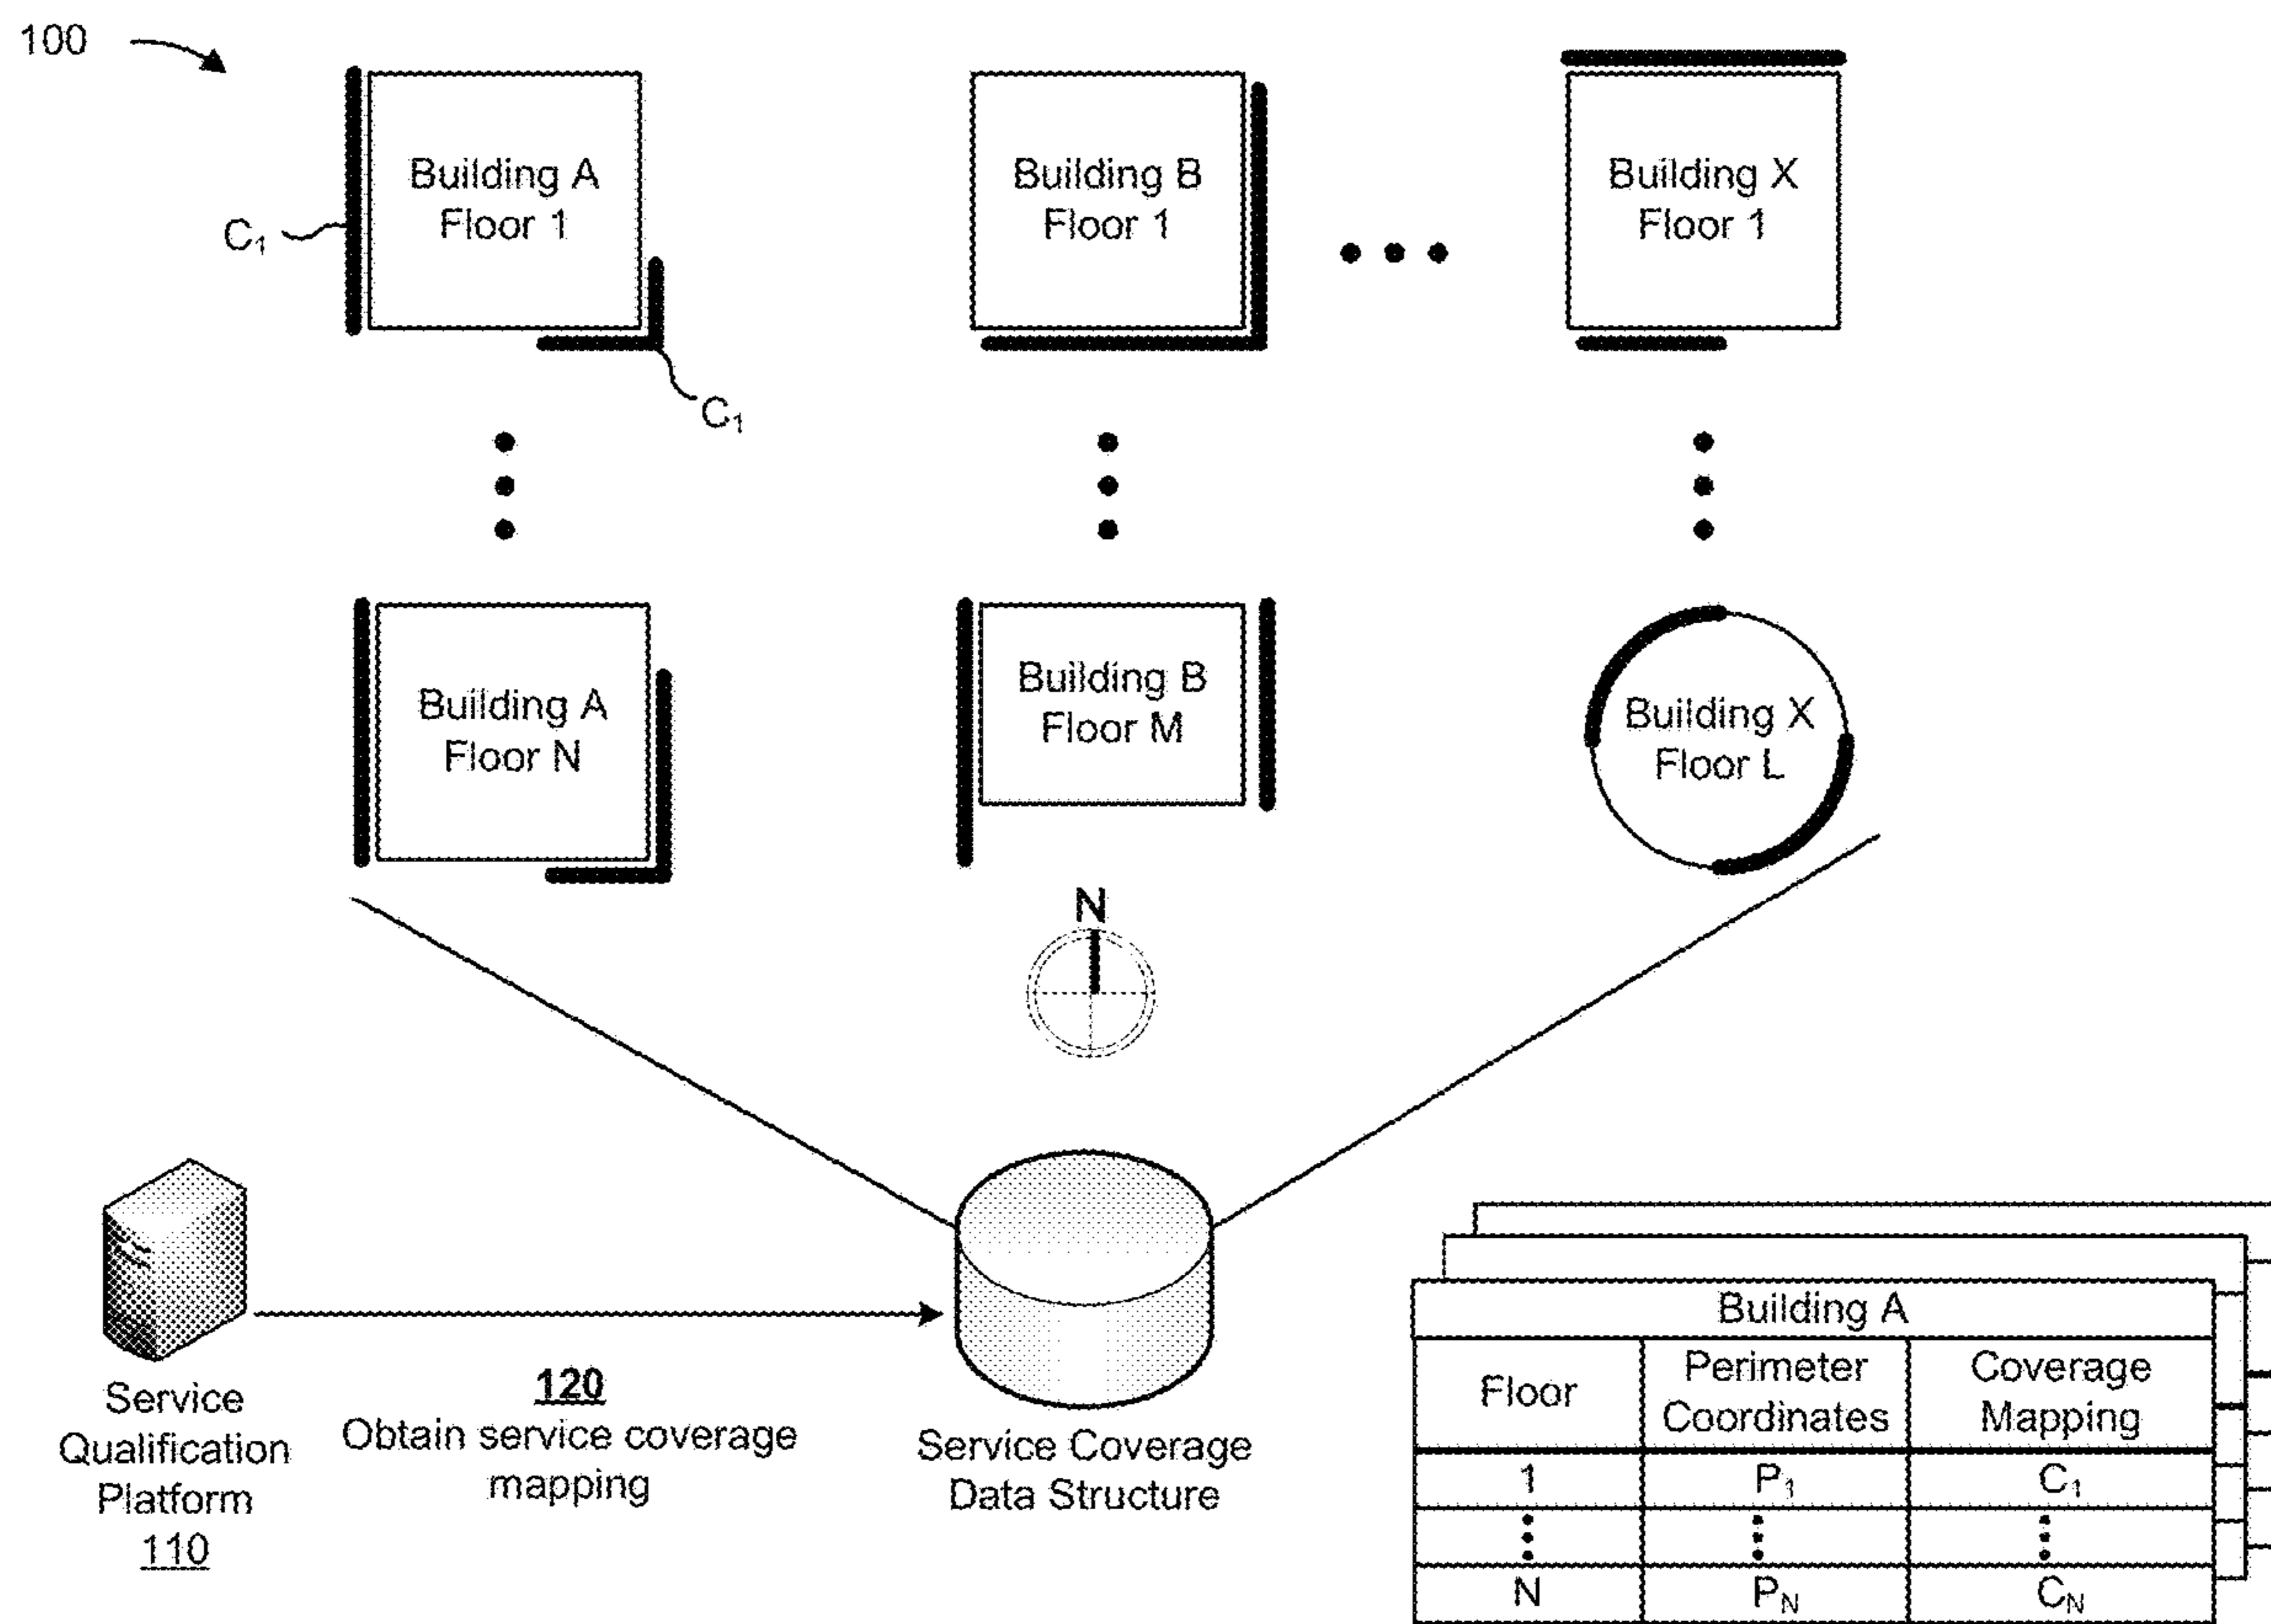 100
Building A
Floor 1
C₁
C₁
Building B
Floor 1
Building X
Floor 1
Building A
Floor N
Building B
Floor M
Building X
Floor L
N
Service
Qualification
Platform
110
120
Obtain service coverage
mapping
Service Coverage
Data Structure
Building A
Floor
Perimeter
Coordinates
Coverage
Mapping
1
P₁
C₁
N
P_N
C_N